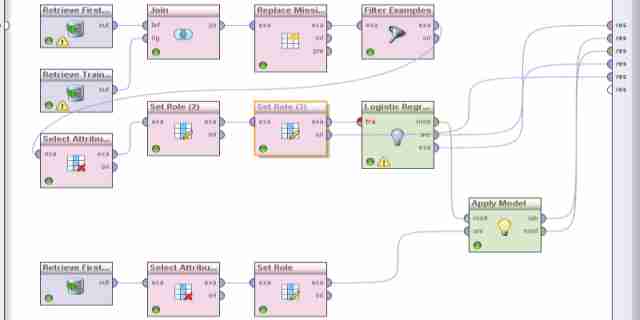 Retrieve First...
out
Join
lef
rig
joi
Replace Missi...
exa
exa
ori
pre
Filter Examples
exa
exa
ori
res
res
res
res
res
res
Retrieve Train...
out
Select Attribu...
exa
exa
ori
Set Role (2)
exa
exa
ori
Set Role (3)
exa
exa
ori
Logistic Regr...
tra
mod
wei
exa
Apply Model
mod
unl
lab
mod
Retrieve First...
out
Select Attribu...
exa
exa
ori
Set Role
exa
exa
ori